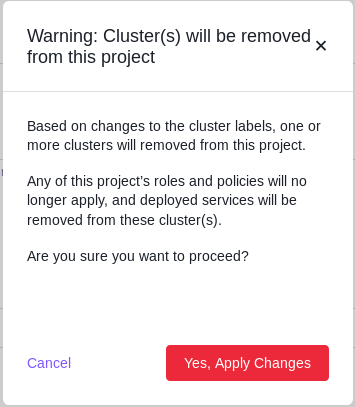 Warning: Cluster(s) will be removed
from this project
Based on changes to the cluster labels, one or
more clusters will removed from this project.
Any of this project's roles and policies will no
longer apply, and deployed services will be
removed from these cluster(s).
Are you sure you want to proceed?
Cancel
Yes, Apply Changes